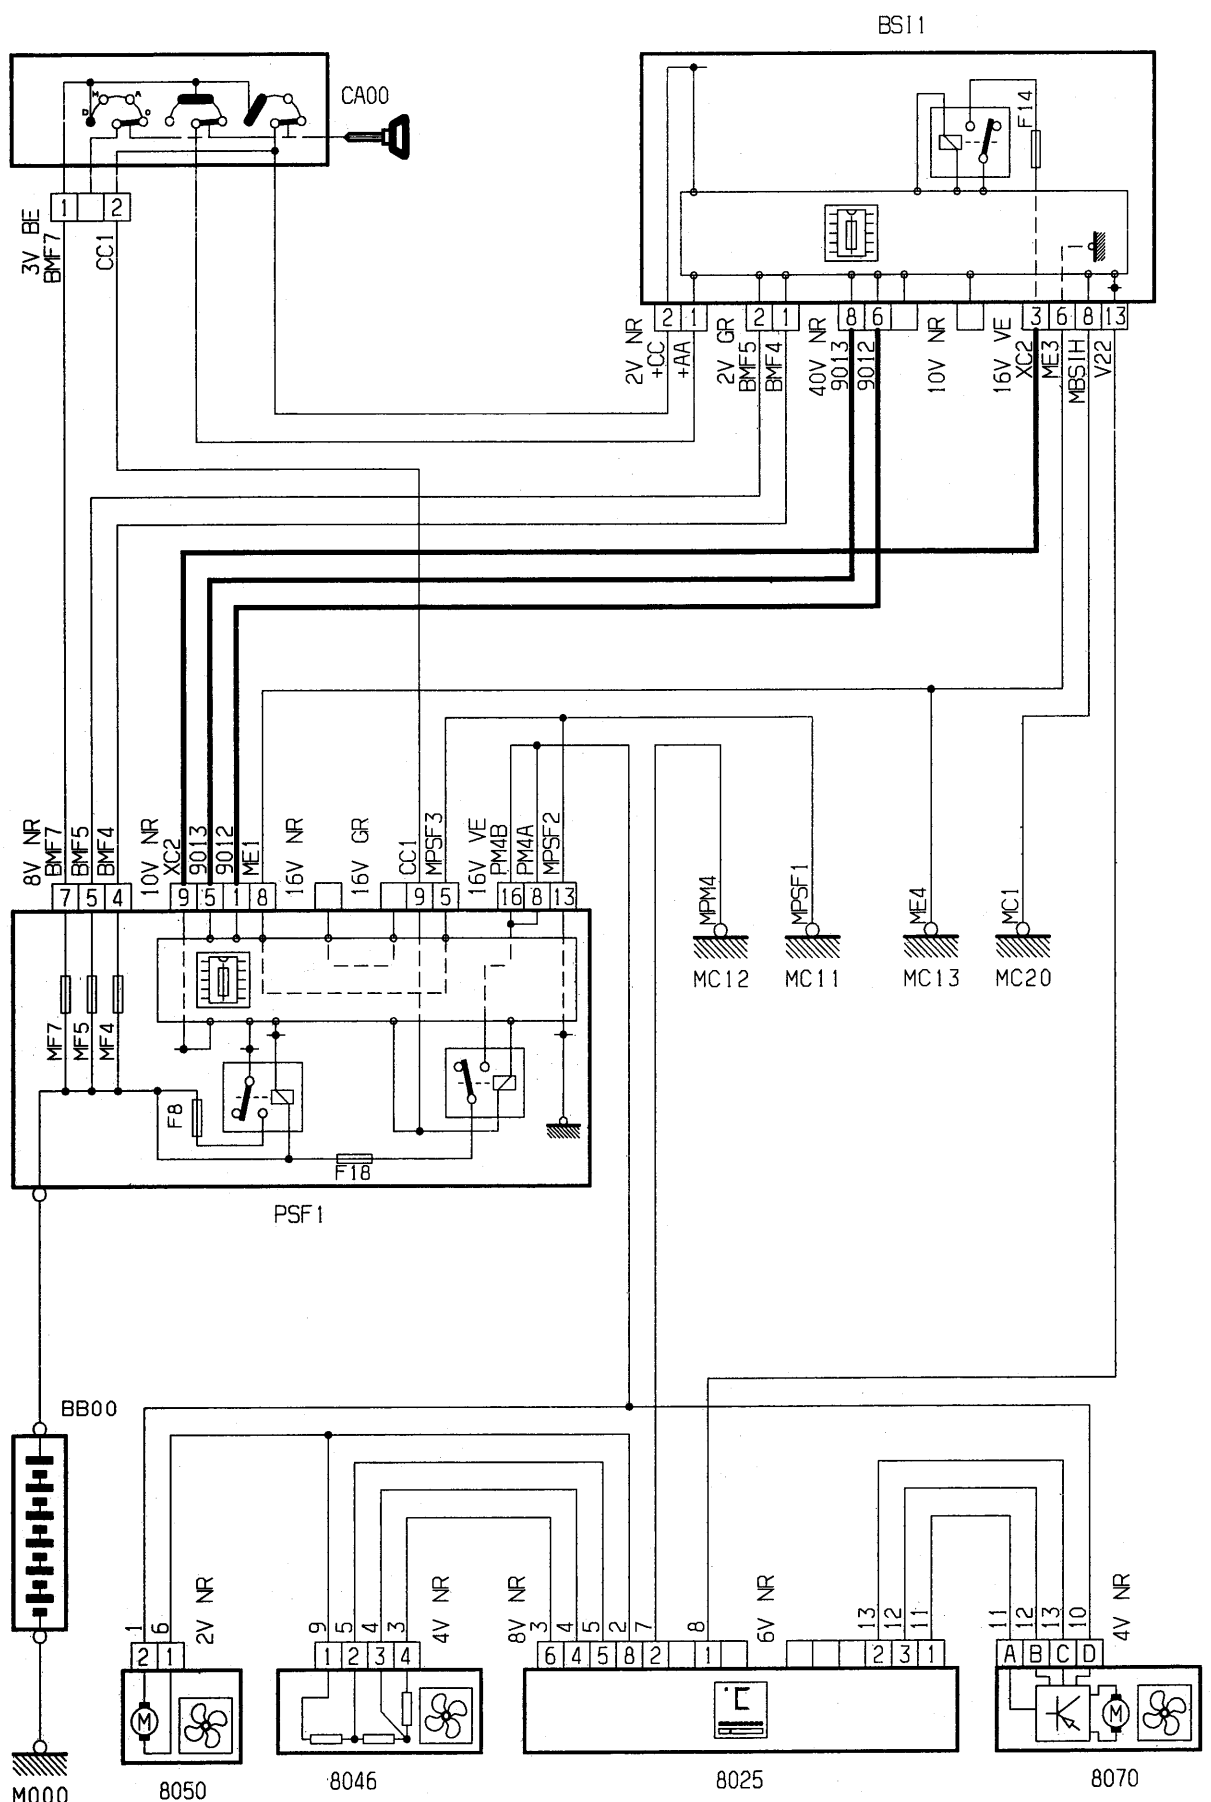 BSI1
CA00
M A
D C
F14
1 2
3V BE
BMF7
CC1
2 1 2 1 8 6 3 6 8 13
2V NR
+CC
+AA
2V GR
BMF5
BMF4
40V NR
9013
9012
10V NR
16V VE
XC2
ME3
MBSIH
V22
8V NR
BMF7
BMF5
BMF4
10V NR
XC2
9013
9012
ME1
16V NR
16V GR
CC1
MPSF3
16V VE
PM4B
PM4A
MPSF2
7 5 4 9 5 1 8 9 5 16 8 13
MPM4
MPSF1
ME4
MC1
MC12 MC11 MC13 MC20
MF7
MF5
MF4
F8
F18
PSF1
BB00
1 6
2V NR
9 5 4 3
4V NR
8V NR
3 4 5 2 7 8
6V NR
13 12 11
11 12 13 10
4V NR
2 1
1 2 3 4
6 4 5 8 2 1
2 3 1
A B C D
M
°C
M
M000
8050
8046
8025
8070